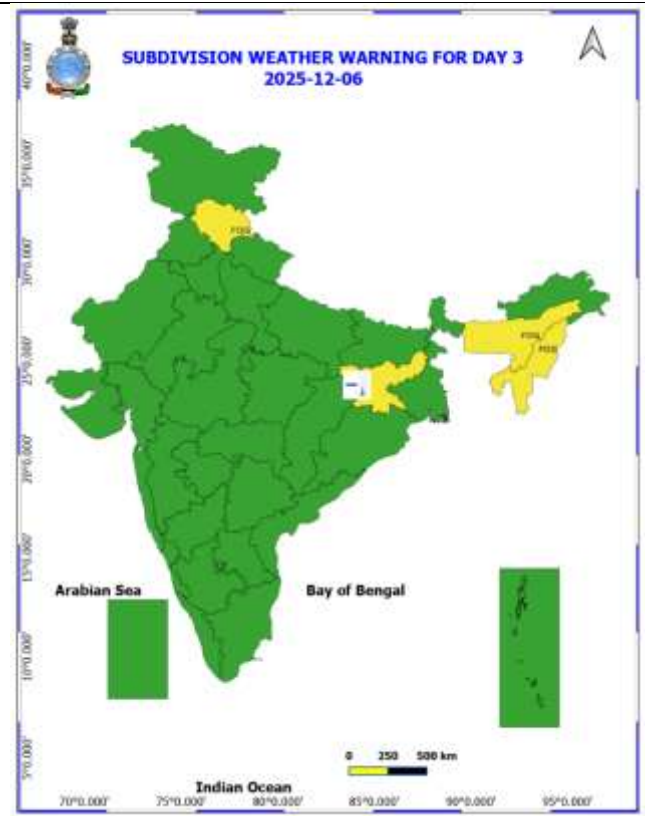 SUBDIVISION WEATHER WARNING FOR DAY 3
2025-12-06
40°0.000'
35°0.000'
30°0.000'
25°0.000'
20°0.000'
15°0.000'
10°0.000'
5°0.000'
FOG
FOG
FOG
Arabian Sea
Bay of Bengal
0 250 500 km
Indian Ocean
70°0.000' 75°0.000' 80°0.000' 85°0.000' 90°0.000' 95°0.000'